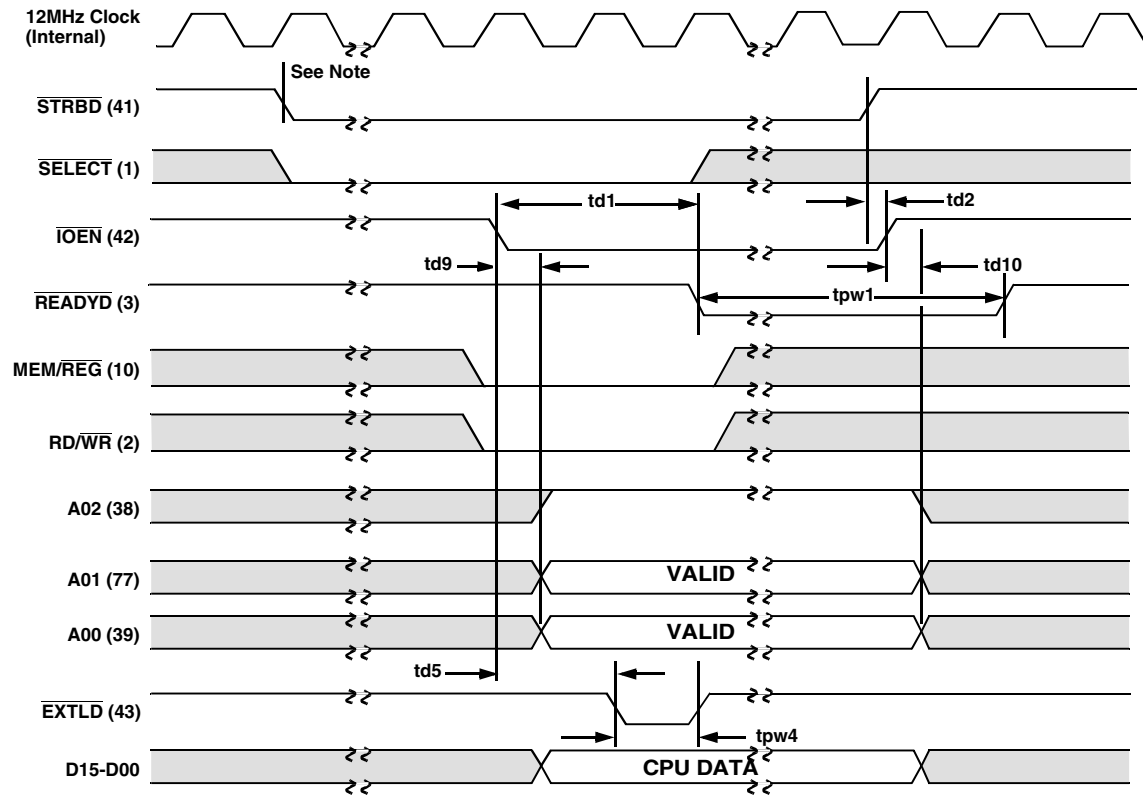 12MHz Clock
(Internal)
See Note
STRBD (41)
SELECT (1)
td1
td2
IOEN (42)
td9
td10
READYD (3)
tpw1
MEM/REG (10)
RD/WR (2)
A02 (38)
A01 (77)
VALID
A00 (39)
VALID
td5
EXTLD (43)
tpw4
D15-D00
CPU DATA